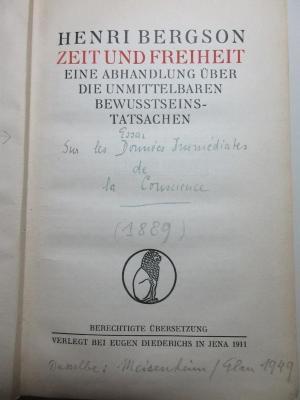 HENRI BERGSON
ZEIT UND FREIHEIT
EINE ABHANDLUNG ÜBER
DIE UNMITTELBAREN
BEWUSSTSEINS-
TATSACHEN
Essai
Sur les Données Immédiates
de
la Conscience
(1889)
BERECHTIGTE ÜBERSETZUNG
VERLEGT BEI EUGEN DIEDERICHS IN JENA 1911
Dasselbe: Meisenheim/Glan 1949